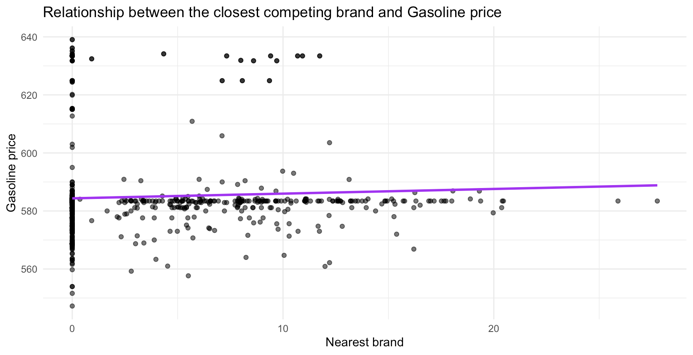 Relationship between the closest competing brand and Gasoline price
Gasoline price
640
620
600
580
560
0
10
20
Nearest brand